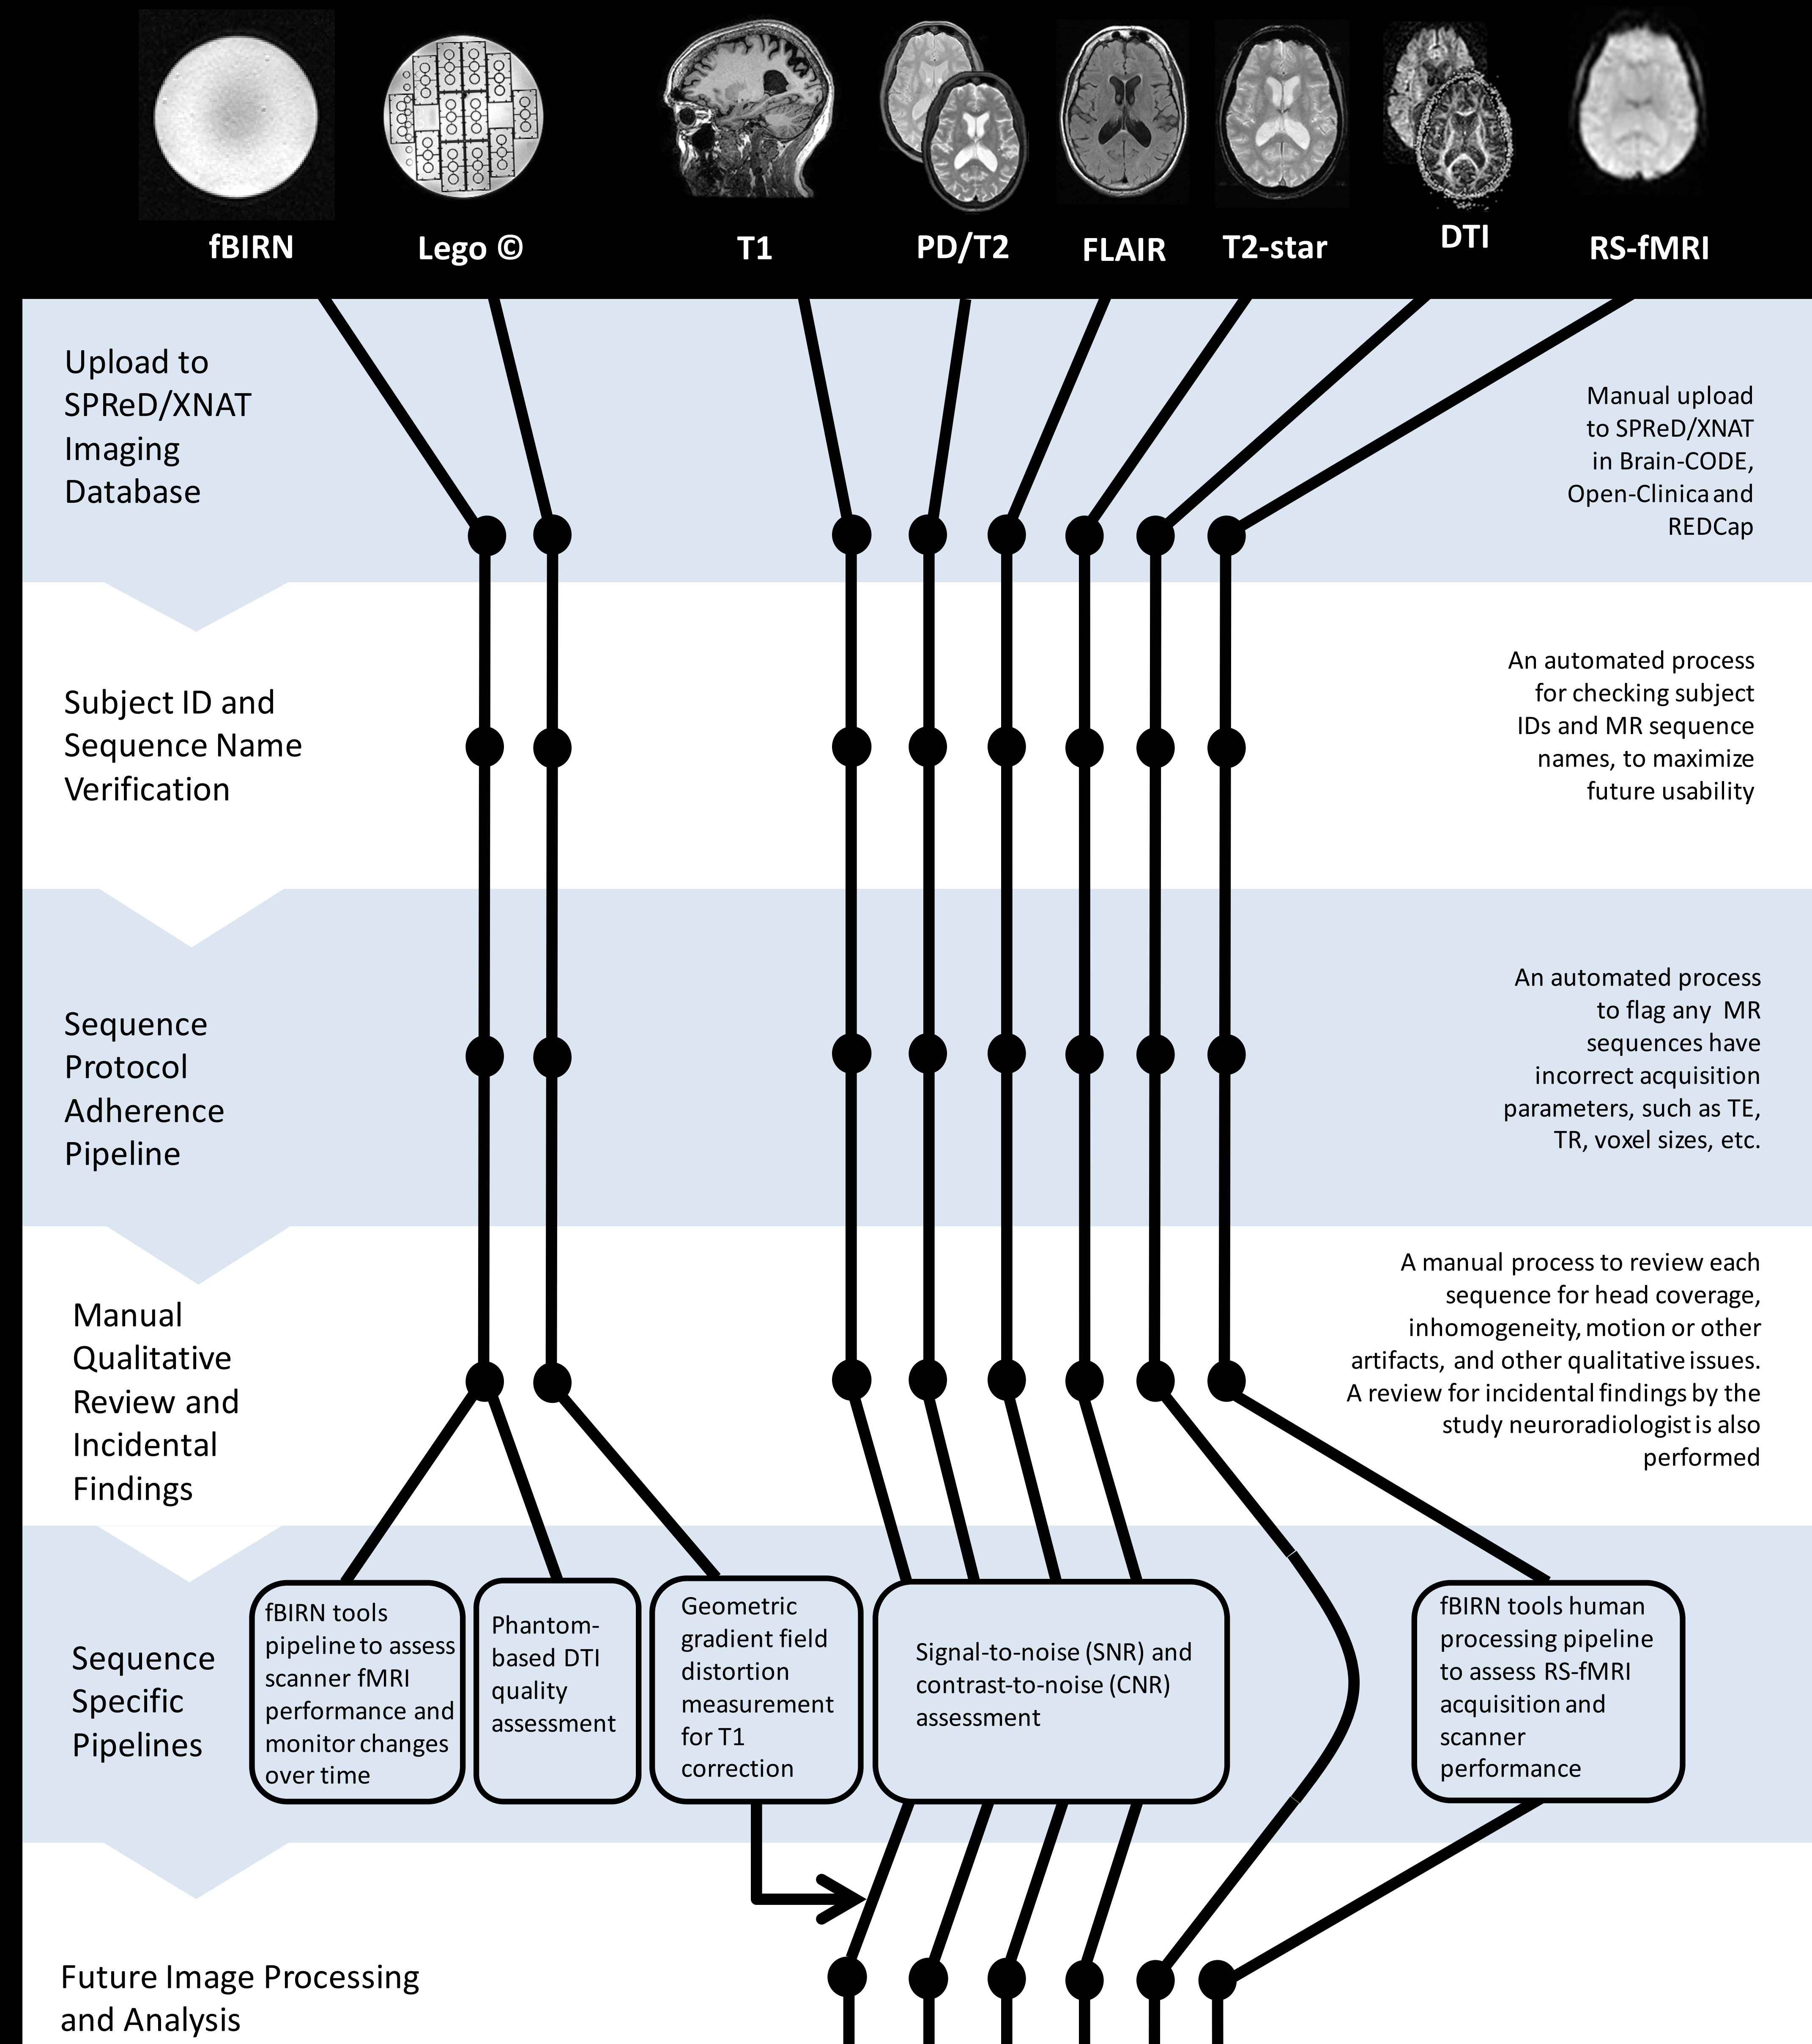 fBIRN
Lego ©
T1
PD/T2
FLAIR
T2-star
DTI
RS-fMRI
Upload to
SPReD/XNAT
Imaging
Database
Manual upload
to SPReD/XNAT
in Brain-CODE,
Open-Clinica and
REDCap
Subject ID and
Sequence Name
Verification
An automated process
for checking subject
IDs and MR sequence
names, to maximize
future usability
Sequence
Protocol
Adherence
Pipeline
An automated process
to flag any MR
sequences have
incorrect acquisition
parameters, such as TE,
TR, voxel sizes, etc.
Manual
Qualitative
Review and
Incidental
Findings
A manual process to review each
sequence for head coverage,
inhomogeneity, motion or other
artifacts, and other qualitative issues.
A review for incidental findings by the
study neuroradiologist is also
performed
Sequence
Specific
Pipelines
fBIRN tools
pipeline to assess
scanner fMRI
performance and
monitor changes
over time
Phantom-
based DTI
quality
assessment
Geometric
gradient field
distortion
measurement
for T1
correction
Signal-to-noise (SNR) and
contrast-to-noise (CNR)
assessment
fBIRN tools human
processing pipeline
to assess RS-fMRI
acquisition and
scanner
performance
Future Image Processing
and Analysis